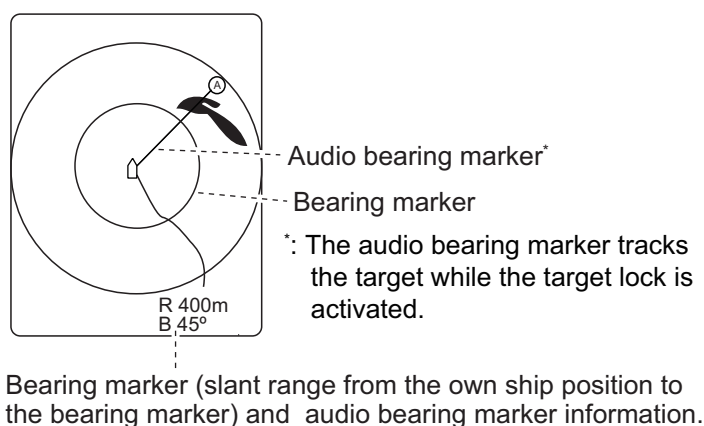 A
Audio bearing marker*
Bearing marker
*: The audio bearing marker tracks
the target while the target lock is
activated.
R 400m
B 45º
Bearing marker (slant range from the own ship position to
the bearing marker) and audio bearing marker information.